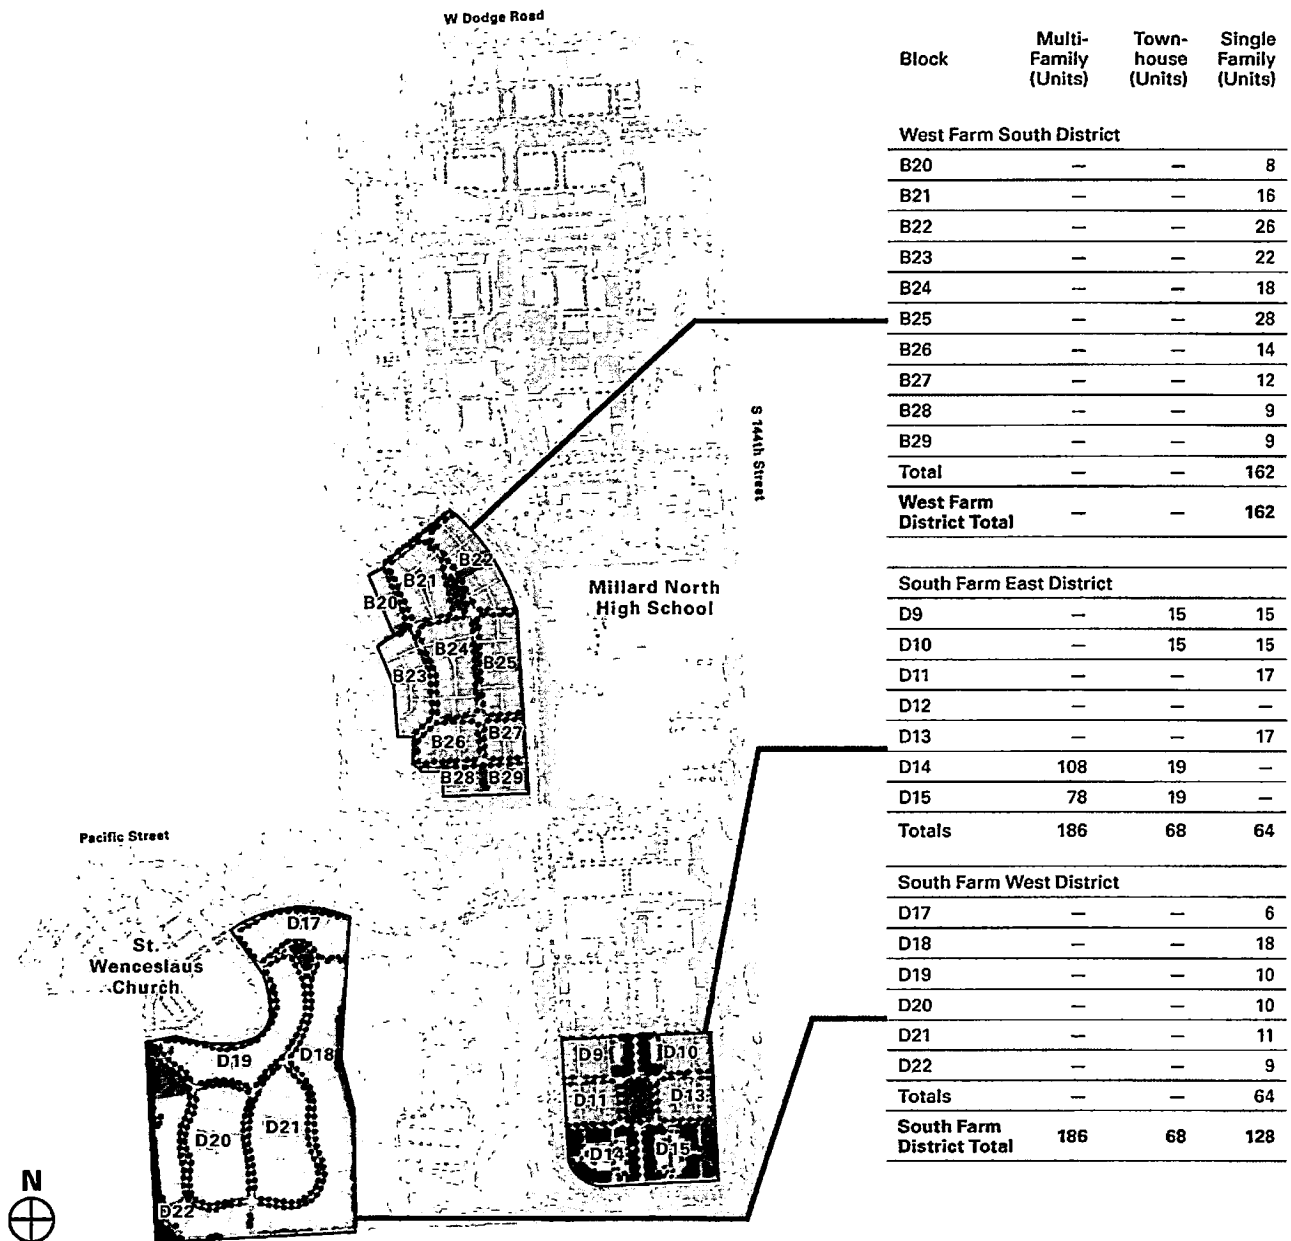 W Dodge Road
S 144th Street
Millard North
High School
B22
B21
B20
B24
B25
B23
B27
B26
B28
B29
Pacific Street
St.
Wenceslaus
Church
D17
D18
D19
D20
D21
D22
D9
D10
D11
D13
D14
D15
N
Block Multi-Family (Units) Town-house (Units) Single Family (Units)
West Farm South District
B20 — — 8
B21 — — 16
B22 — — 26
B23 — — 22
B24 — — 18
B25 — — 28
B26 — — 14
B27 — — 12
B28 — — 9
B29 — — 9
Total — — 162
West Farm
District Total — — 162
South Farm East District
D9 — 15 15
D10 — 15 15
D11 — — 17
D12 — — —
D13 — — 17
D14 108 19 —
D15 78 19 —
Totals 186 68 64
South Farm West District
D17 — — 6
D18 — — 18
D19 — — 10
D20 — — 10
D21 — — 11
D22 — — 9
Totals — — 64
South Farm
District Total 186 68 128